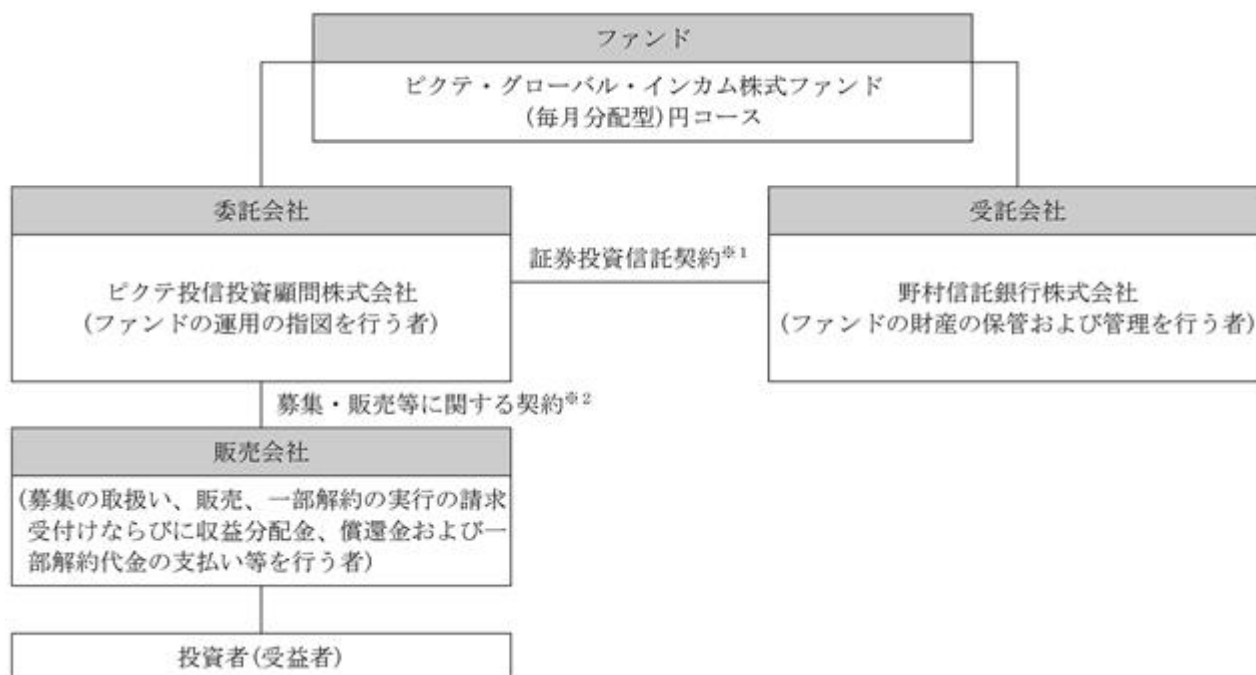 ファンド
ピクテ・グローバル・インカム株式ファンド
(毎月分配型)円コース
委託会社
ピクテ投信投資顧問株式会社
(ファンドの運用の指図を行う者)
証券投資信託契約※1
受託会社
野村信託銀行株式会社
(ファンドの財産の保管および管理を行う者)
募集・販売等に関する契約※2
販売会社
(募集の取扱い、販売、一部解約の実行の請求
受付けならびに収益分配金、償還金および一
部解約代金の支払い等を行う者)
投資者(受益者)